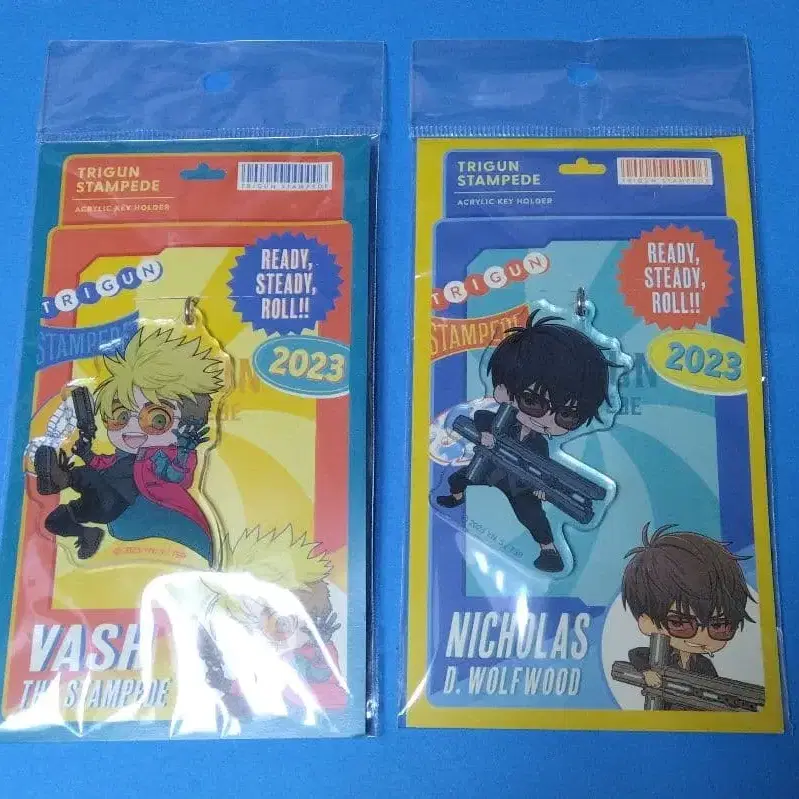 TRIGUN
STAMPEDE
ACRYLIC KEY HOLDER
TRIGUN STAMPEDE
READY,
STEADY,
ROLL!!
TRIGUN
STAMPEDE
2023
VASH
THE STAMPEDE
TRIGUN
STAMPEDE
ACRYLIC KEY HOLDER
TRIGUN STAMPEDE
READY,
STEADY,
ROLL!!
TRIGUN
STAMPEDE
2023
NICHOLAS
D. WOLFWOOD